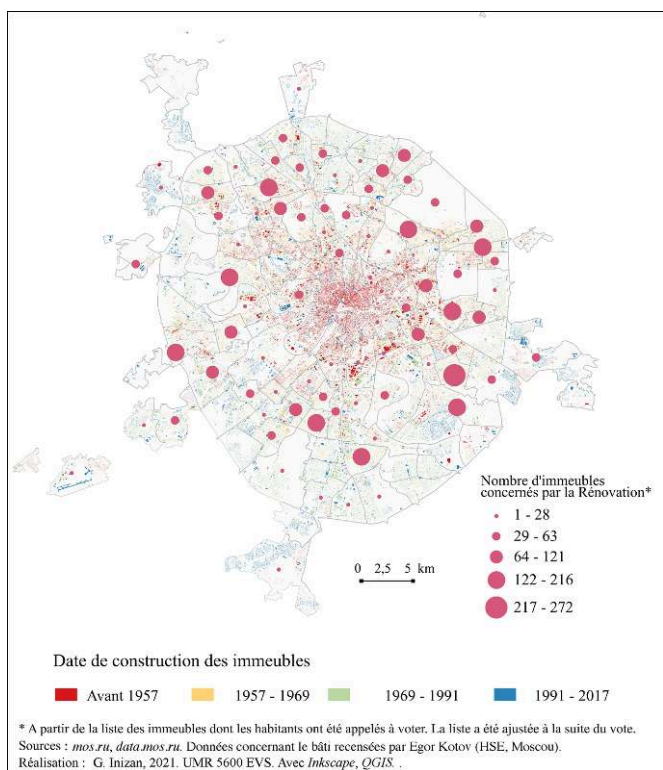 Nombre d'immeubles
concernés par la Rénovation*
1 - 28
29 - 63
64 - 121
122 - 216
217 - 272
0 2,5 5 km
Date de construction des immeubles
Avant 1957
1957 - 1969
1969 - 1991
1991 - 2017
* A partir de la liste des immeubles dont les habitants ont été appelés à voter. La liste a été ajustée à la suite du vote.
Sources : mos.ru, data.mos.ru. Données concernant le bâti recensées par Egor Kotov (HSE, Moscou).
Réalisation : G. Inizan, 2021. UMR 5600 EVS. Avec Inkscape, QGIS. .